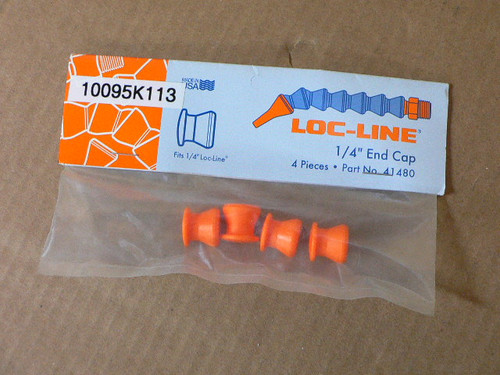 10095K113
MADE IN
USA
Fits 1/4" Loc-Line®
LOC-LINE®
1/4" End Cap
4 Pieces • Part No. 41480